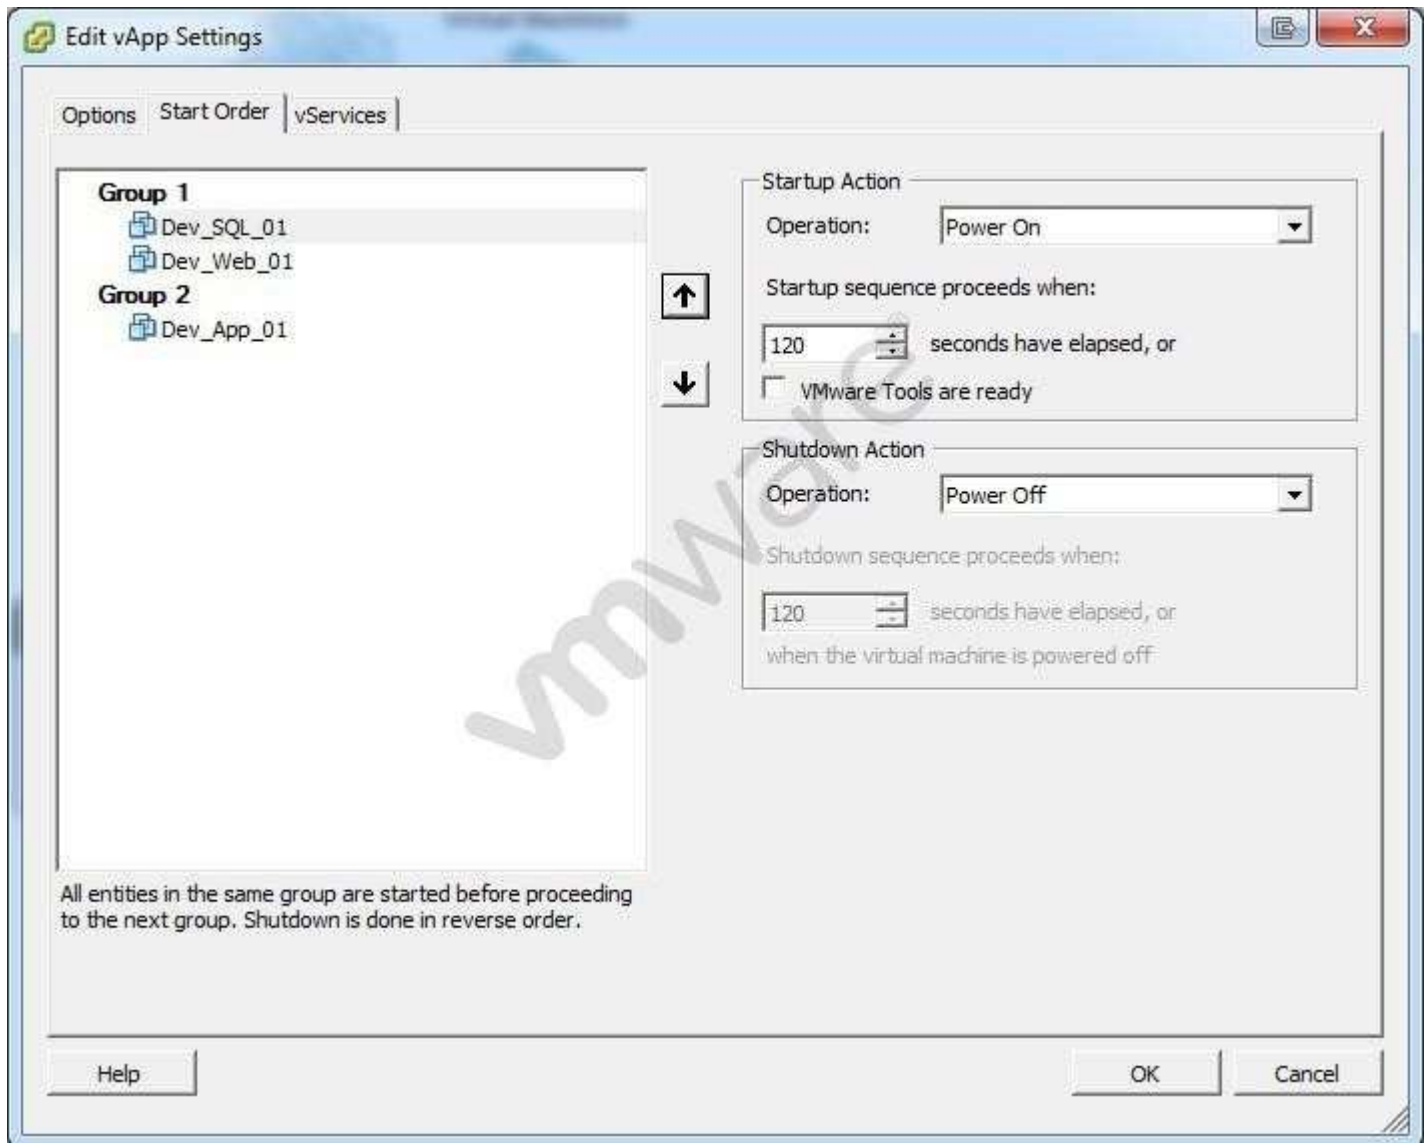 Edit vApp Settings
Options
Start Order
vServices
Group 1
Dev_SQL_01
Dev_Web_01
Group 2
Dev_App_01
All entities in the same group are started before proceeding
to the next group. Shutdown is done in reverse order.
Startup Action
Operation:
Power On
Startup sequence proceeds when:
120 seconds have elapsed, or
VMware Tools are ready
Shutdown Action
Operation:
Power Off
Shutdown sequence proceeds when:
120 seconds have elapsed, or
when the virtual machine is powered off
vmware®
Help
OK
Cancel